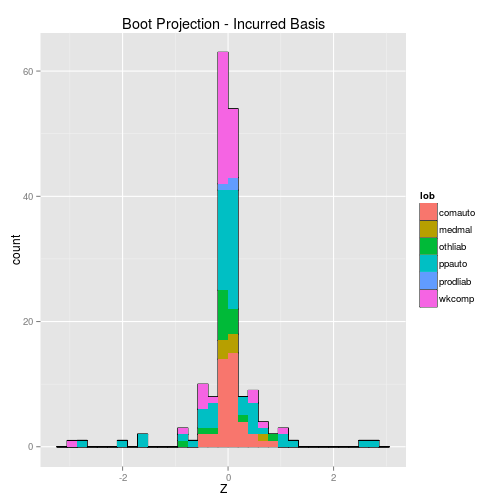 Boot Projection - Incurred Basis
60
40
20
0
count
-2
0
2
Z
lob
comauto
medmal
othliab
ppauto
prodliab
wkcomp